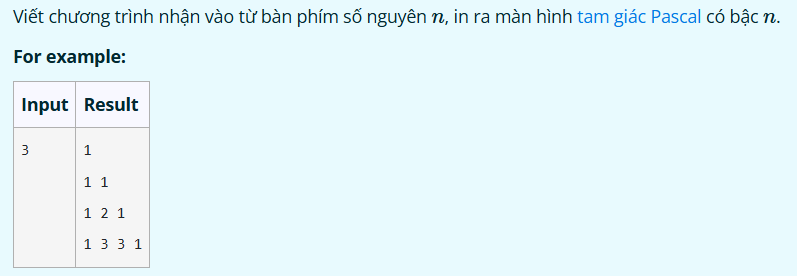 Viết chương trình nhận vào từ bàn phím số nguyên n, in ra màn hình tam giác Pascal có bậc n.
For example:
Input Result
3 1
1 1
1 2 1
1 3 3 1